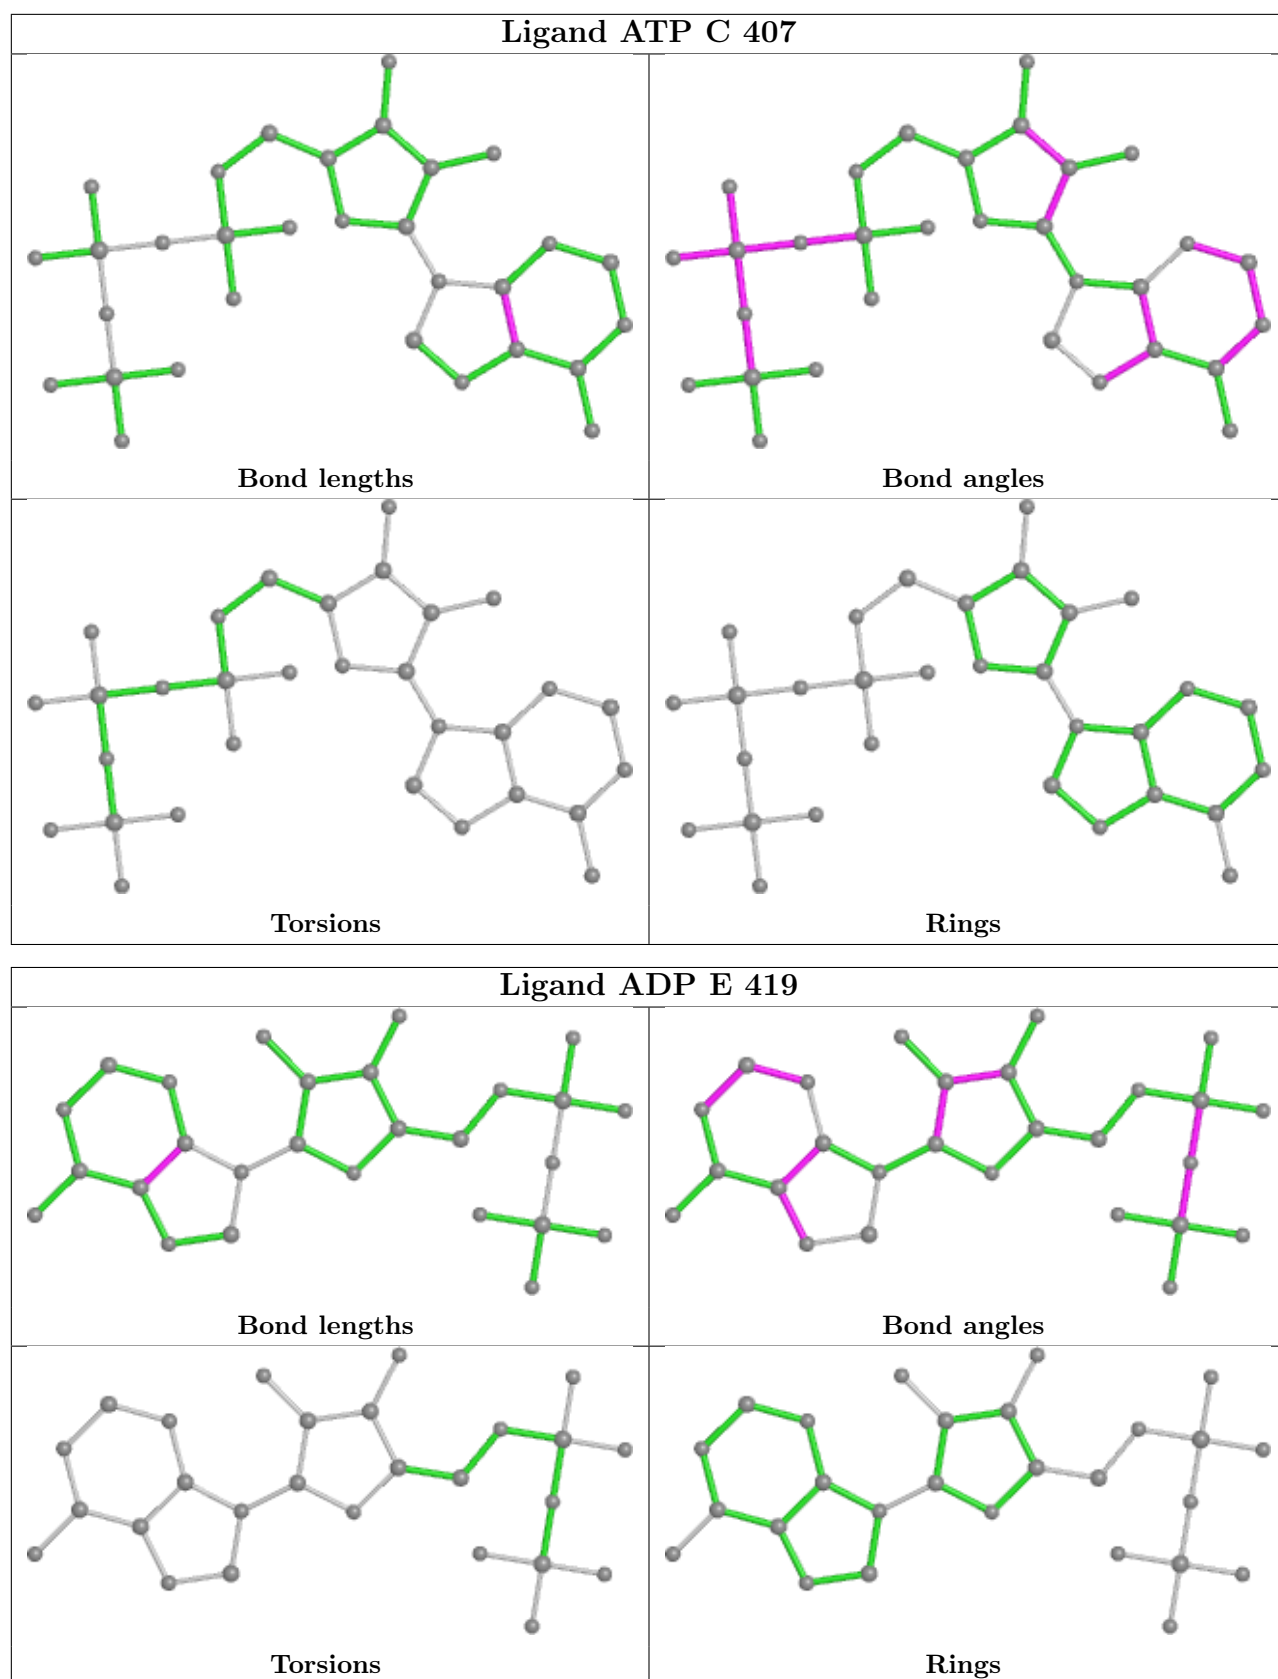 Ligand ATP C 407
Bond lengths
Bond angles
Torsions
Rings
Ligand ADP E 419
Bond lengths
Bond angles
Torsions
Rings